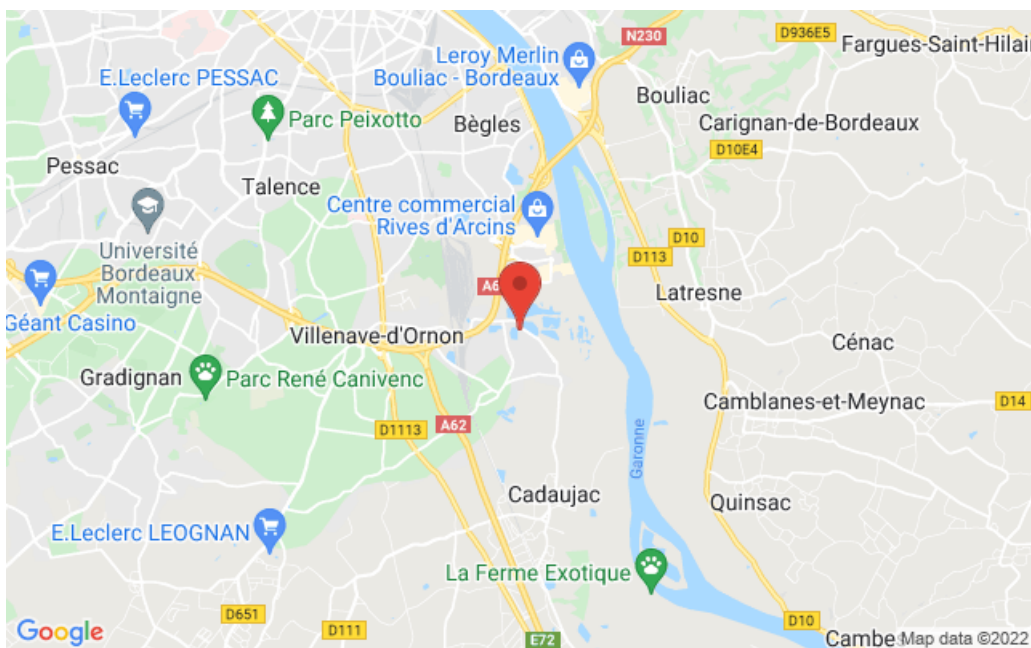 N230
D936E5
Fargues-Saint-Hilai
Leroy Merlin
Bouliac - Bordeaux
E.Leclerc PESSAC
Bouliac
Parc Peixotto
Bègles
Carignan-de-Bordeaux
D10E4
Pessac
Talence
Centre commercial
Rives d'Arcins
Université
Bordeaux
Montaigne
D10
D113
A6
Latresne
Géant Casino
Villenave-d'Ornon
Cénac
Gradignan
Parc René Canivenc
Camblanes-et-Meynac
D14
D1113
A62
Garonne
Cadaujac
Quinsac
E.Leclerc LEOGNAN
La Ferme Exotique
D651
D111
D10
E72
Google
Cambes
Map data ©2022